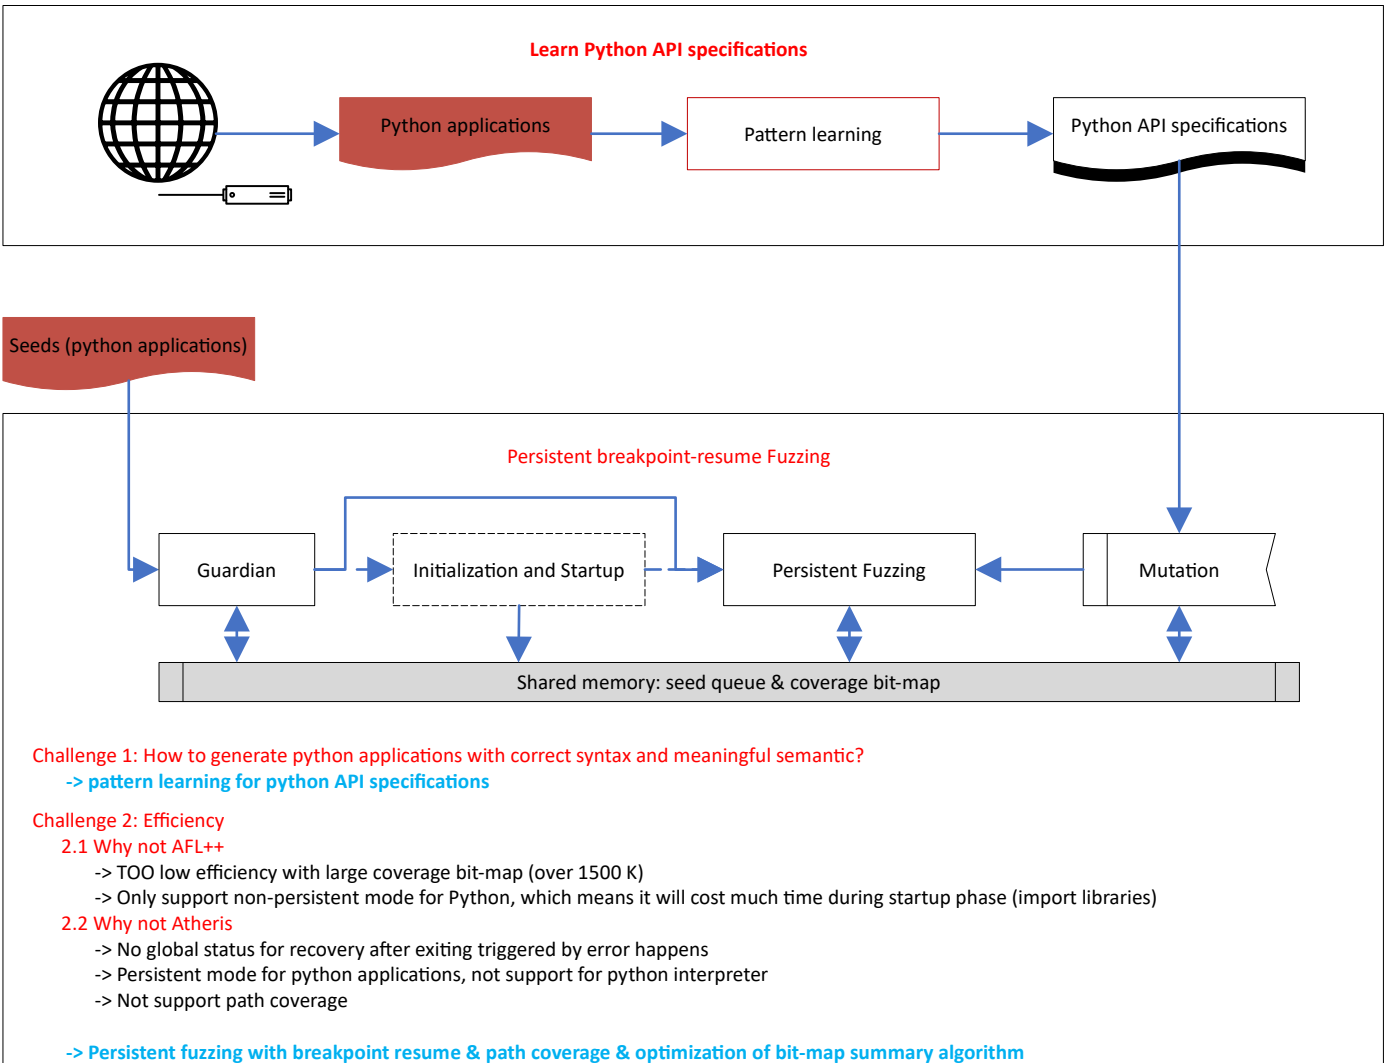 Learn Python API specifications
Python applications
Pattern learning
Python API specifications
Seeds (python applications)
Persistent breakpoint-resume Fuzzing
Guardian
Initialization and Startup
Persistent Fuzzing
Mutation
Shared memory: seed queue & coverage bit-map
Challenge 1: How to generate python applications with correct syntax and meaningful semantic?
-> pattern learning for python API specifications
Challenge 2: Efficiency
2.1 Why not AFL++
-> TOO low efficiency with large coverage bit-map (over 1500 K)
-> Only support non-persistent mode for Python, which means it will cost much time during startup phase (import libraries)
2.2 Why not Atheris
-> No global status for recovery after exiting triggered by error happens
-> Persistent mode for python applications, not support for python interpreter
-> Not support path coverage
-> Persistent fuzzing with breakpoint resume & path coverage & optimization of bit-map summary algorithm